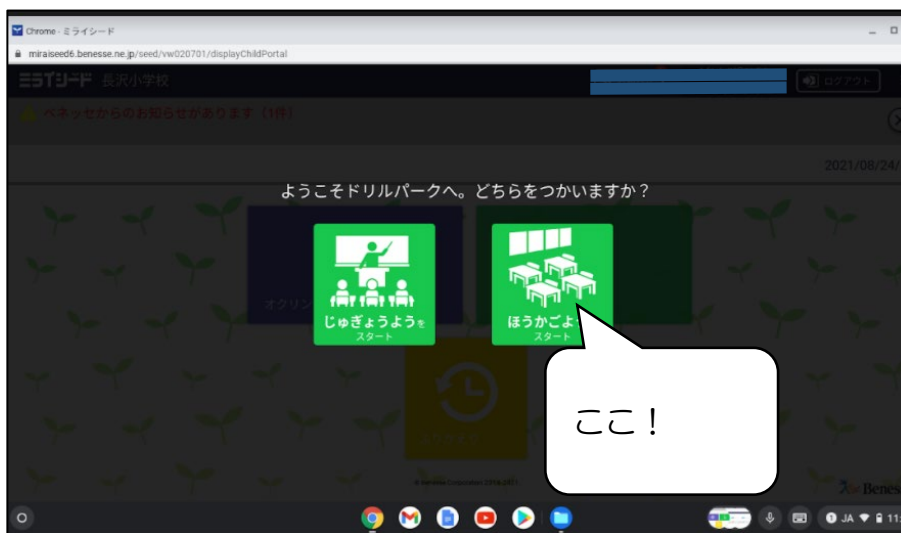 Chrome - ミライシード
miraiseed6.benesse.ne.jp/seed/vw020701/displayChildPortal
ミライシード 長沢小学校
ログアウト
ベネッセからのお知らせがあります（1件）
2021/08/24/
ようこそドリルパークへ。どちらをつかいますか？
オクリン
じゅぎょうようを
スタート
ほうかごよ
スタート
ここ！
JA 11: